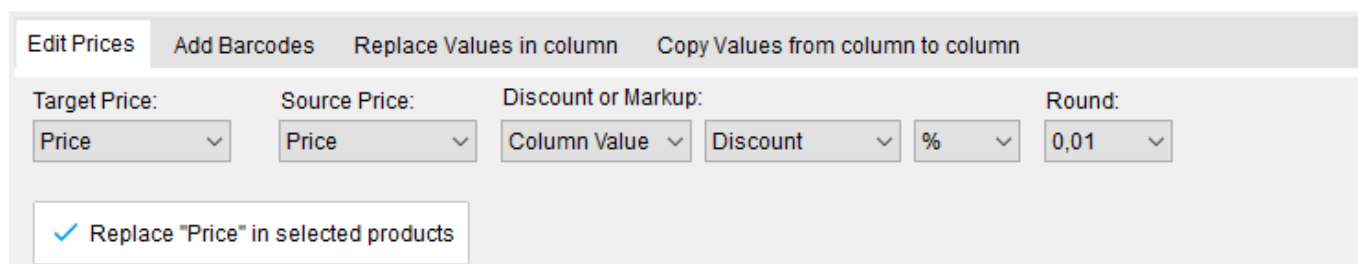 Edit Prices Add Barcodes Replace Values in column Copy Values from column to column
Target Price: Source Price: Discount or Markup: Round:
Price Price Column Value Discount % 0,01
Replace "Price" in selected products